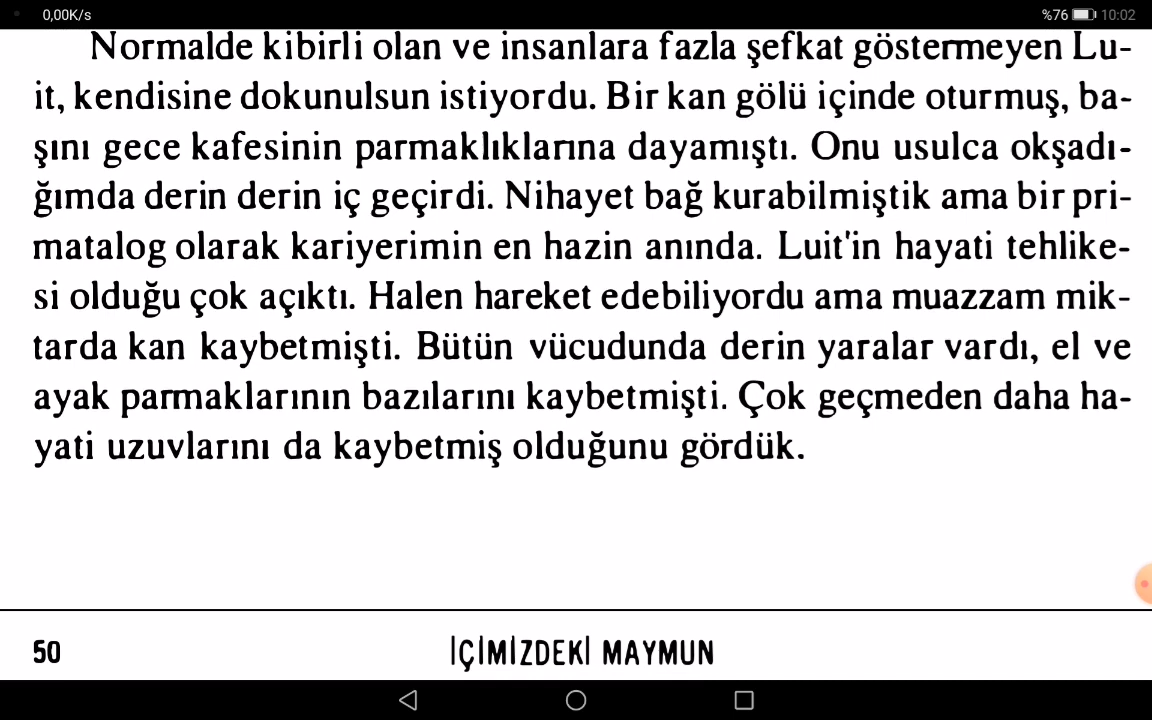 0,00K/s %76 10:02
Normalde kibirli olan ve insanlara fazla şefkat göstermeyen Lu-
it, kendisine dokunulsun istiyordu. Bir kan gölü içinde oturmuş, ba-
şını gece kafesinin parmaklıklarına dayamıştı. Onu usulca okşadı-
ğımda derin derin iç geçirdi. Nihayet bağ kurabilmiştik ama bir pri-
matalog olarak kariyerimin en hazin anında. Luit'in hayati tehlike-
si olduğu çok açıktı. Halen hareket edebiliyordu ama muazzam mik-
tarda kan kaybetmişti. Bütün vücudunda derin yaralar vardı, el ve
ayak parmaklarının bazılarını kaybetmişti. Çok geçmeden daha ha-
yati uzuvlarını da kaybetmiş olduğunu gördük.
50 İÇİMİZDEKİ MAYMUN